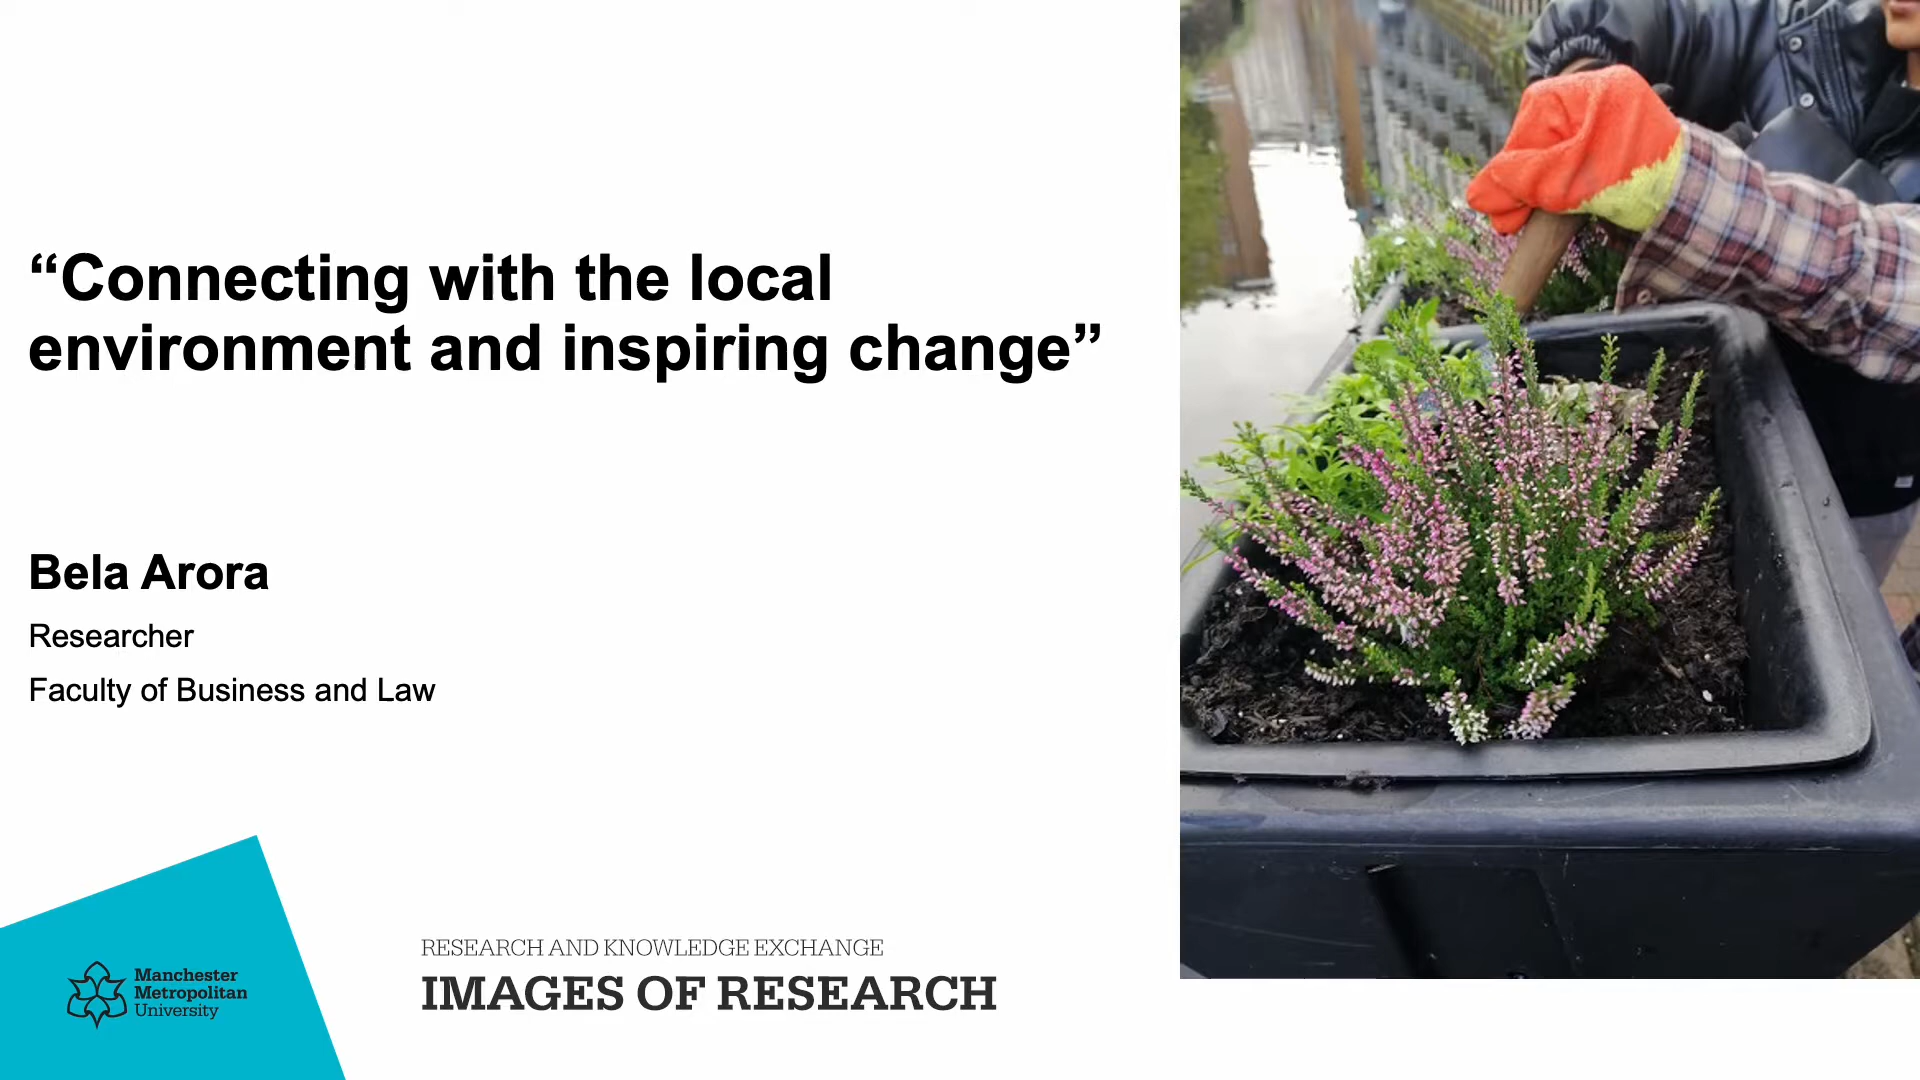 “Connecting with the local
environment and inspiring change”
Bela Arora
Researcher
Faculty of Business and Law
Manchester
Metropolitan
University
RESEARCH AND KNOWLEDGE EXCHANGE
IMAGES OF RESEARCH